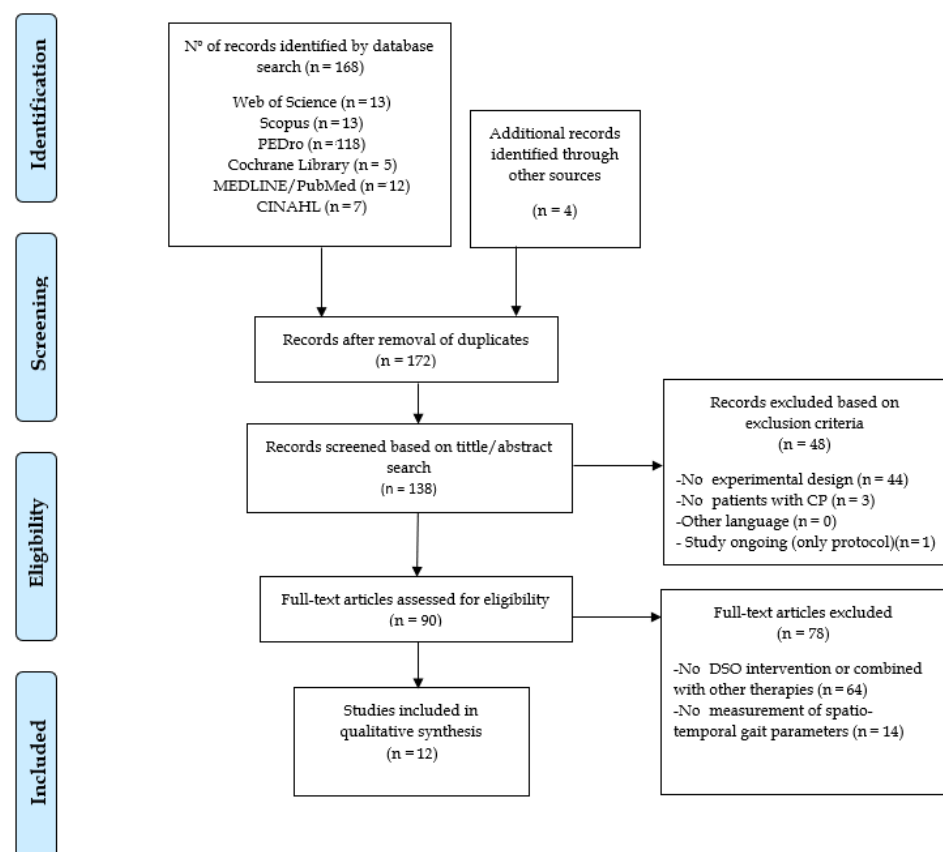 Identification
Nº of records identified by database
search (n = 168)
Web of Science (n = 13)
Scopus (n = 13)
PEDro (n = 118)
Cochrane Library (n = 5)
MEDLINE/PubMed (n = 12)
CINAHL (n = 7)
Additional records
identified through
other sources
(n = 4)
Screening
Records after removal of duplicates
(n = 172)
Records screened based on tittle/abstract
search
(n = 138)
Records excluded based on
exclusion criteria
(n = 48)
-No experimental design (n = 44)
-No patients with CP (n = 3)
-Other language (n = 0)
- Study ongoing (only protocol)(n=1)
Eligibility
Full-text articles assessed for eligibility
(n = 90)
Full-text articles excluded
(n = 78)
-No DSO intervention or combined
with other therapies (n = 64)
-No measurement of spatio-
temporal gait parameters (n = 14)
Included
Studies included in
qualitative synthesis
(n = 12)